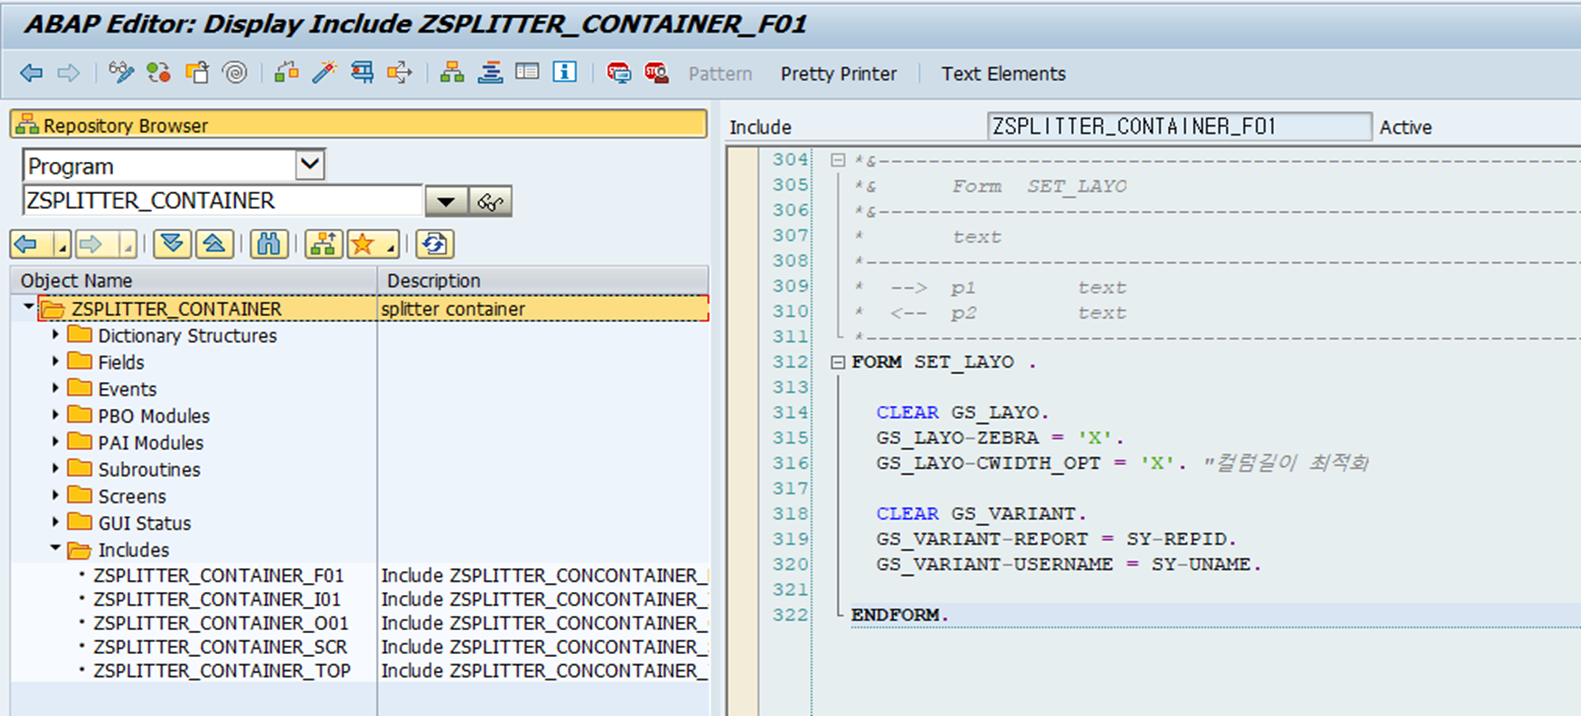 ABAP Editor: Display Include ZSPLITTER_CONTAINER_F01
Pattern Pretty Printer Text Elements
Repository Browser
Program
ZSPLITTER_CONTAINER
Object Name Description
ZSPLITTER_CONTAINER splitter container
Dictionary Structures
Fields
Events
PBO Modules
PAI Modules
Subroutines
Screens
GUI Status
Includes
ZSPLITTER_CONTAINER_F01 Include ZSPLITTER_CONCONTAINER_
ZSPLITTER_CONTAINER_I01 Include ZSPLITTER_CONCONTAINER_
ZSPLITTER_CONTAINER_O01 Include ZSPLITTER_CONCONTAINER_
ZSPLITTER_CONTAINER_SCR Include ZSPLITTER_CONCONTAINER_
ZSPLITTER_CONTAINER_TOP Include ZSPLITTER_CONCONTAINER_
Include ZSPLITTER_CONTAINER_F01 Active
304 *&---------------------------------------------------------
305 *& Form SET_LAYO
306 *&---------------------------------------------------------
307 * text
308 *----------------------------------------------------------
309 * --> p1 text
310 * <-- p2 text
311 *----------------------------------------------------------
312 FORM SET_LAYO .
313
314 CLEAR GS_LAYO.
315 GS_LAYO-ZEBRA = 'X'.
316 GS_LAYO-CWIDTH_OPT = 'X'. "컬럼길이 최적화
317
318 CLEAR GS_VARIANT.
319 GS_VARIANT-REPORT = SY-REPID.
320 GS_VARIANT-USERNAME = SY-UNAME.
321
322 ENDFORM.